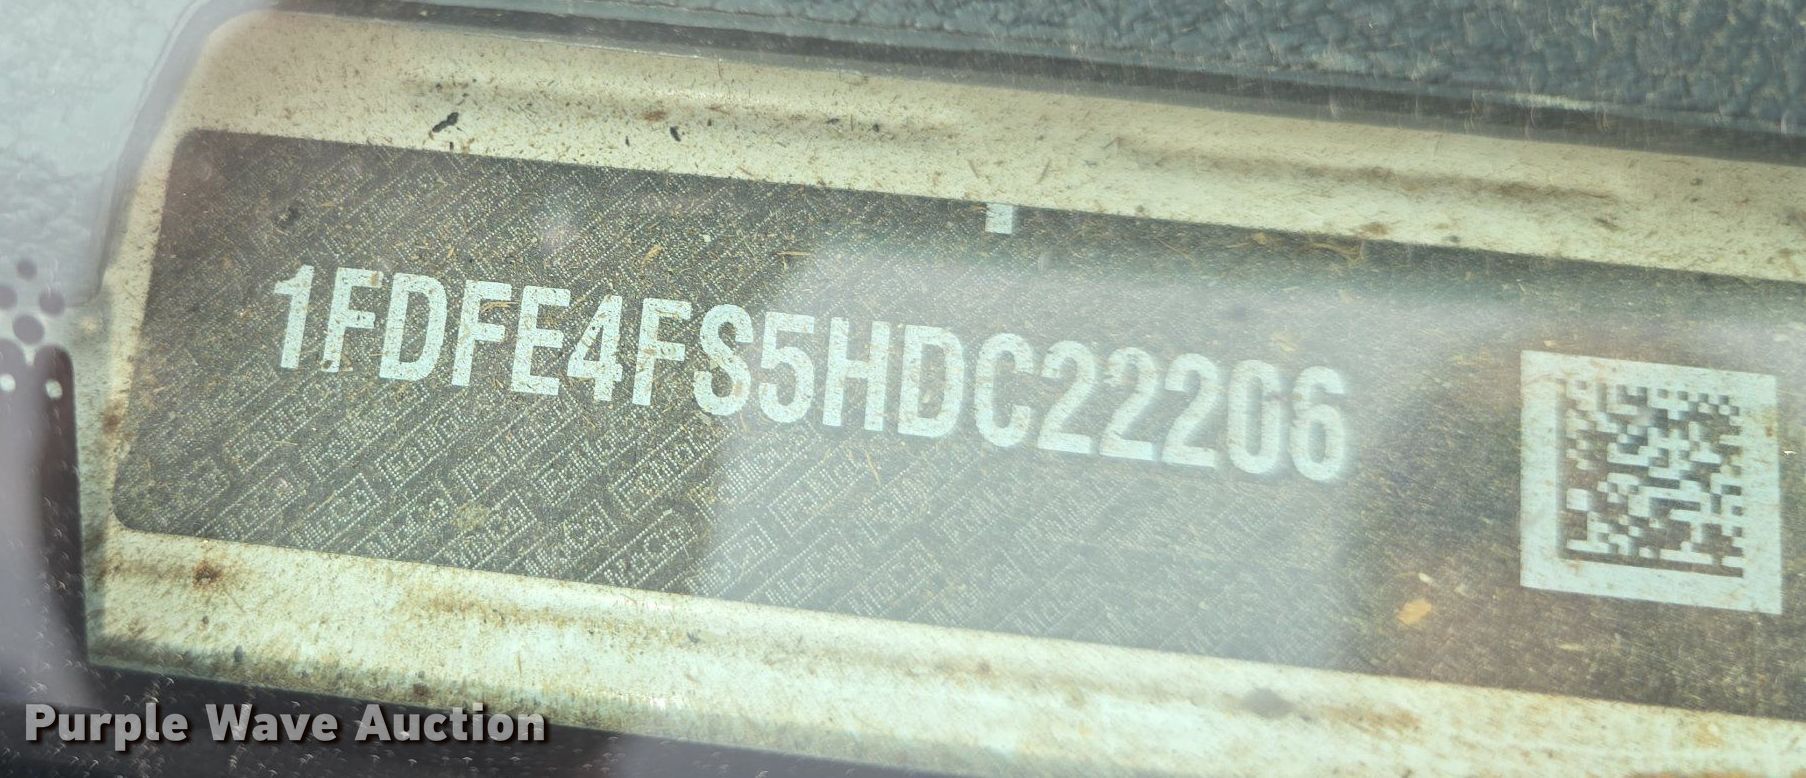 1FDFE4FS5HDC22206
Purple Wave Auction